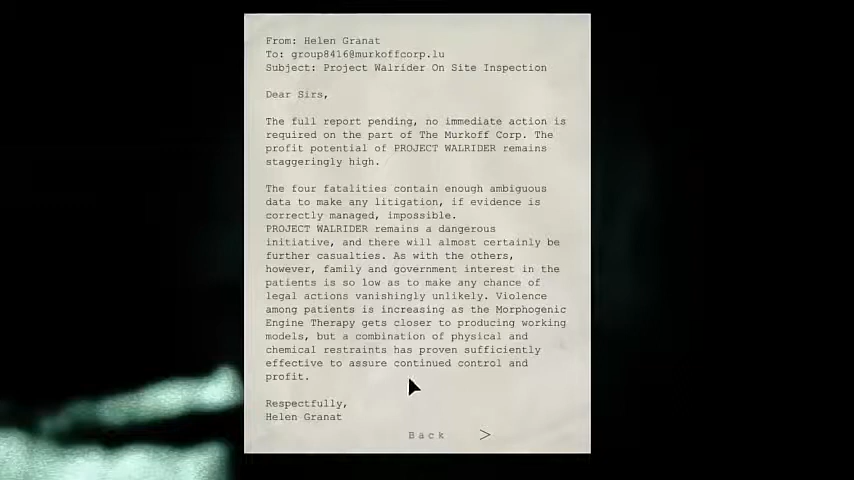 From: Helen Granat
To: group8416@murkoffcorp.lu
Subject: Project Walrider On Site Inspection
Dear Sirs,
The full report pending, no immediate action is
required on the part of The Murkoff Corp. The
profit potential of PROJECT WALRIDER remains
staggeringly high.
The four fatalities contain enough ambiguous
data to make any litigation, if evidence is
correctly managed, impossible.
PROJECT WALRIDER remains a dangerous
initiative, and there will almost certainly be
further casualties. As with the others,
however, family and government interest in the
patients is so low as to make any chance of
legal actions vanishingly unlikely. Violence
among patients is increasing as the Morphogenic
Engine Therapy gets closer to producing working
models, but a combination of physical and
chemical restraints has proven sufficiently
effective to assure continued control and
profit.
Respectfully,
Helen Granat
Back >